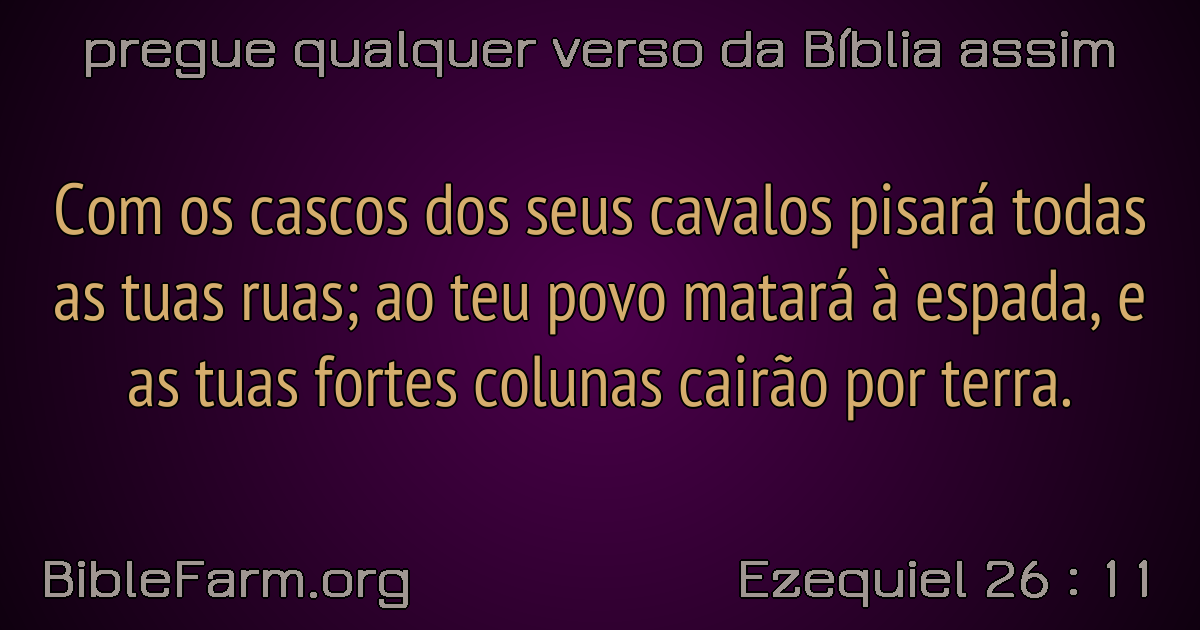 pregue qualquer verso da Bíblia assim
Com os cascos dos seus cavalos pisará todas
as tuas ruas; ao teu povo matará à espada, e
as tuas fortes colunas cairão por terra.
BibleFarm.org
Ezequiel 26 : 11